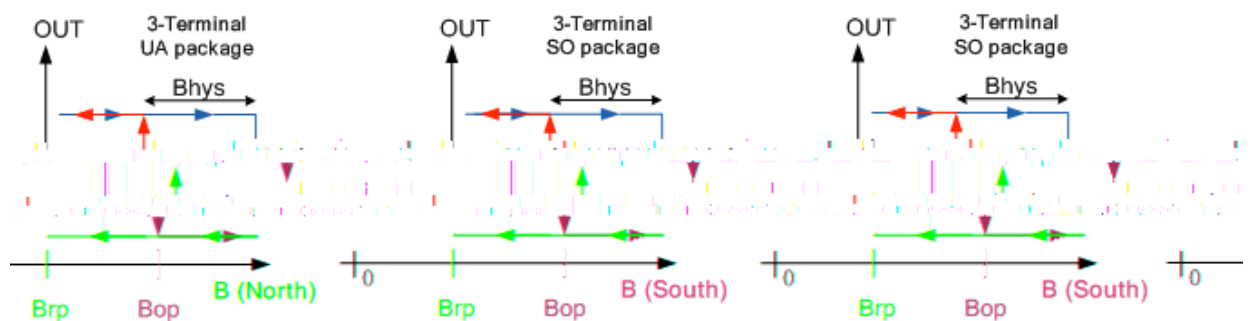 OUT
3-Terminal
UA package
Bhys
B (North)
Brp
Bop
0
OUT
3-Terminal
SO package
Bhys
B (South)
Brp
Bop
0
OUT
3-Terminal
SO package
Bhys
B (South)
Brp
Bop
0